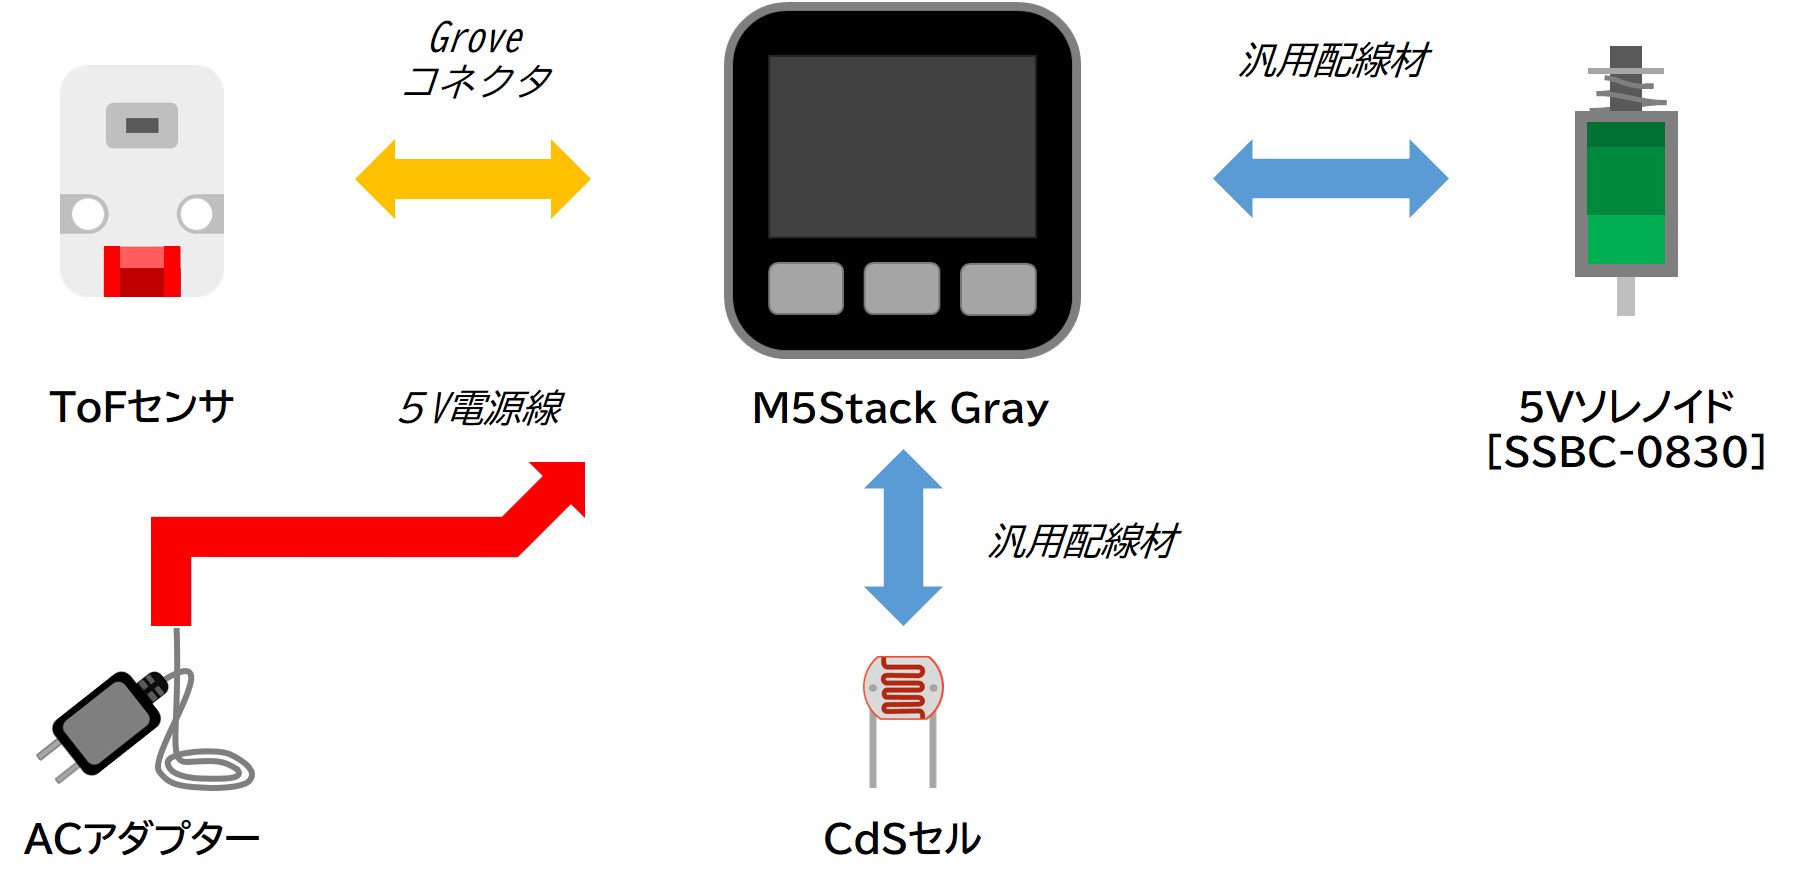 Grove
コネクタ
汎用配線材
ToFセンサ
５V電源線
M5Stack Gray
5Vソレノイド
[SSBC-0830]
汎用配線材
ACアダプター
CdSセル